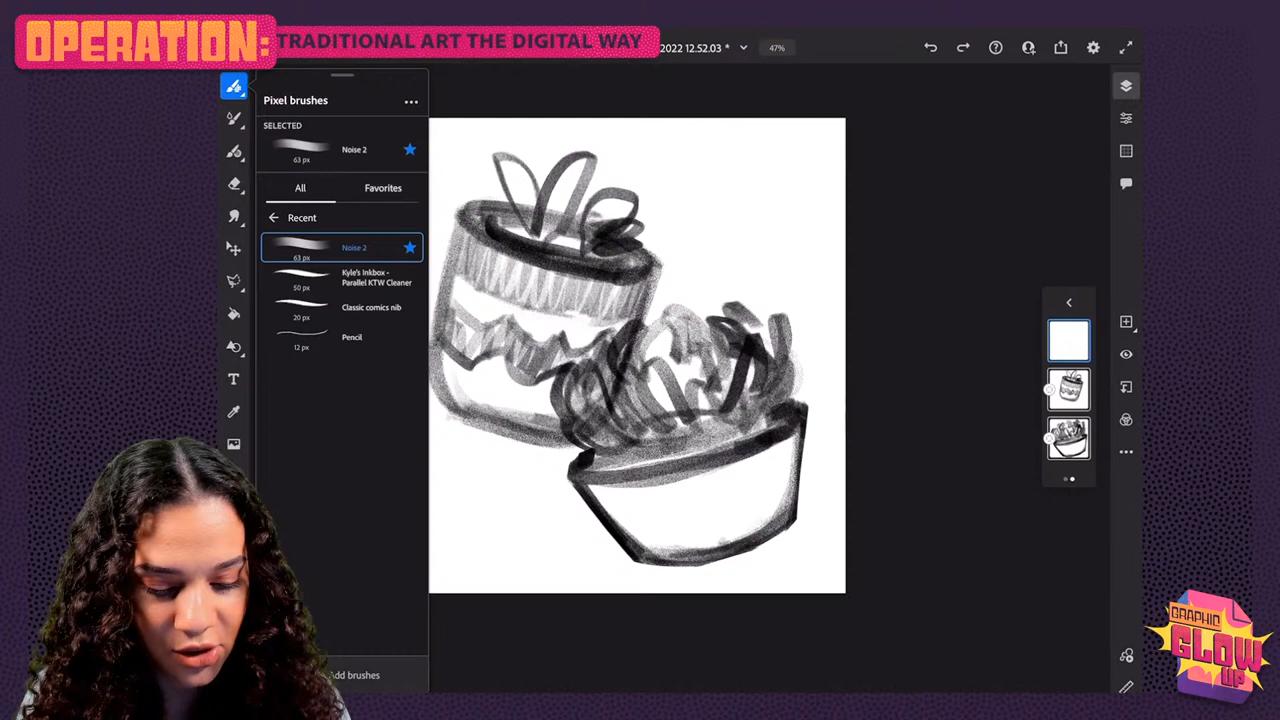 OPERATION:
TRADITIONAL ART THE DIGITAL WAY
2022 12.52.03 *
47%
Pixel brushes
SELECTED
Noise 2
63 px
All
Favorites
Recent
Noise 2
63 px
Kyle's Inkbox -
Parallel KTW Cleaner
50 px
Classic comics nib
20 px
Pencil
12 px
T
Add brushes
GRAPHIC
GLOW
UP